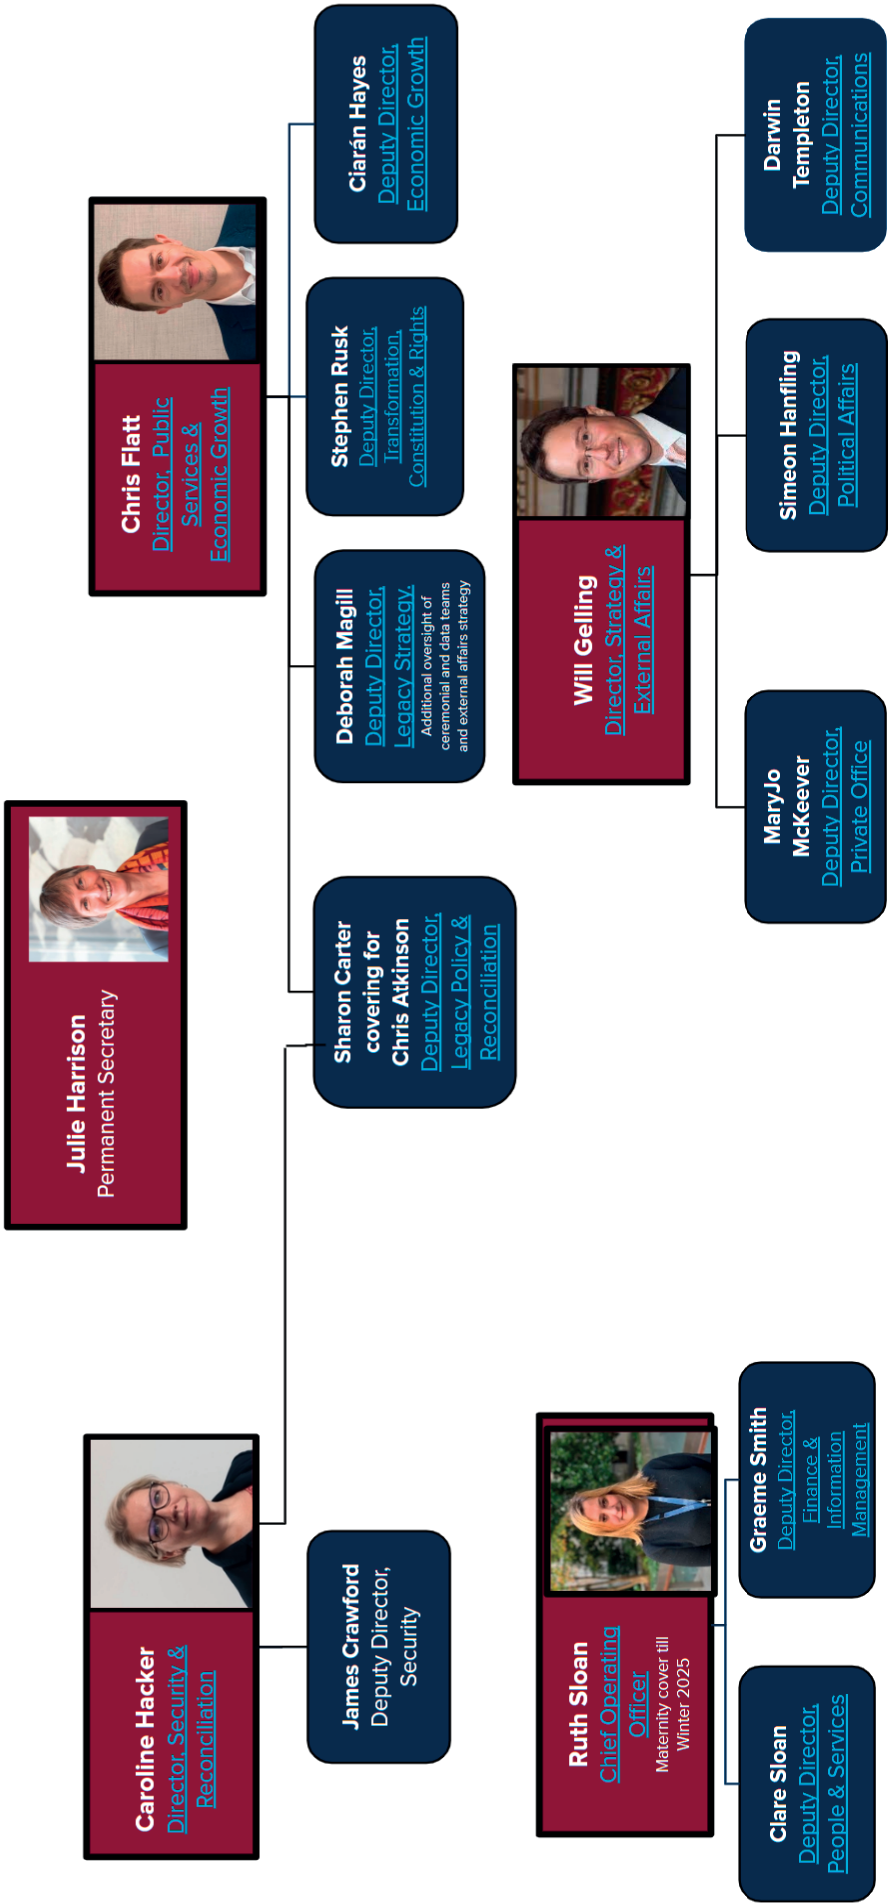 Julie Harrison
Permanent Secretary
Caroline Hacker
Director, Security &
Reconciliation
Chris Flatt
Director, Public
Services &
Economic Growth
James Crawford
Deputy Director,
Security
Sharon Carter
covering for
Chris Atkinson
Deputy Director,
Legacy Policy &
Reconciliation
Deborah Magill
Deputy Director,
Legacy Strategy.
Additional oversight of
ceremonial and data teams
and external affairs strategy
Stephen Rusk
Deputy Director,
Transformation,
Constitution & Rights
Ciarán Hayes
Deputy Director,
Economic Growth
Ruth Sloan
Chief Operating
Officer
Maternity cover till
Winter 2025
Will Gelling
Director, Strategy &
External Affairs
Clare Sloan
Deputy Director,
People & Services
Graeme Smith
Deputy Director,
Finance &
Information
Management
MaryJo
McKeever
Deputy Director,
Private Office
Simeon Hanfling
Deputy Director,
Political Affairs
Darwin
Templeton
Deputy Director,
Communications